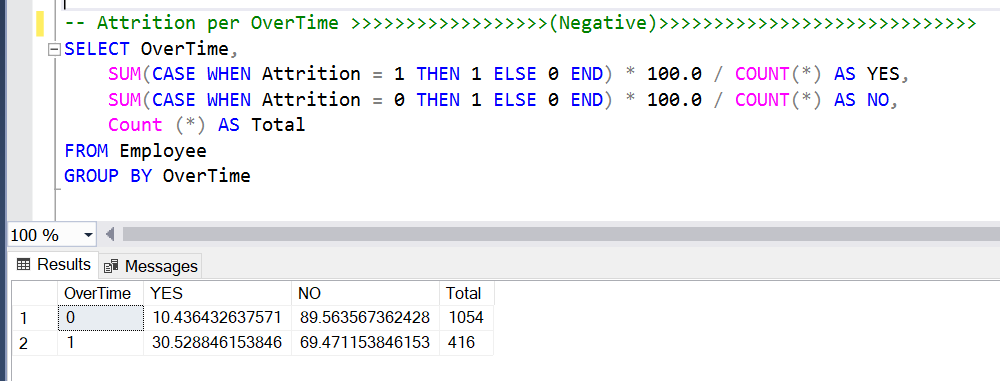 -- Attrition per OverTime >>>>>>>>>>>>>>>>>>(Negative)>>>>>>>>>>>>>>>>>>>>>>>>>>>>>
SELECT OverTime,
SUM(CASE WHEN Attrition = 1 THEN 1 ELSE 0 END) * 100.0 / COUNT(*) AS YES,
SUM(CASE WHEN Attrition = 0 THEN 1 ELSE 0 END) * 100.0 / COUNT(*) AS NO,
Count (*) AS Total
FROM Employee
GROUP BY OverTime
100 %
Results Messages
OverTime YES NO Total
1 0 10.436432637571 89.563567362428 1054
2 1 30.528846153846 69.471153846153 416